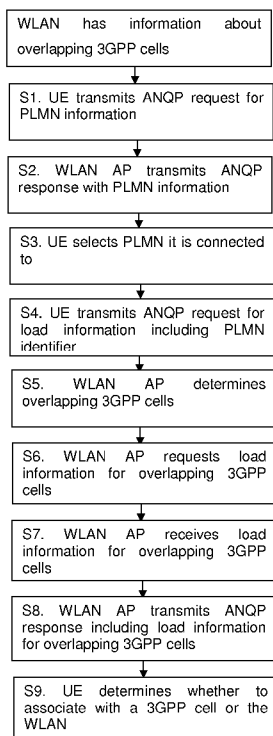 WLAN has information about
overlapping 3GPP cells
S1. UE transmits ANQP request for
PLMN information
S2. WLAN AP transmits ANQP
response with PLMN information
S3. UE selects PLMN it is connected
to
S4. UE transmits ANQP request for
load information including PLMN
identifier
S5. WLAN AP determines
overlapping 3GPP cells
S6. WLAN AP requests load
information for overlapping 3GPP
cells
S7. WLAN AP receives load
information for overlapping 3GPP
cells
S8. WLAN AP transmits ANQP
response including load information
for overlapping 3GPP cells
S9. UE determines whether to
associate with a 3GPP cell or the
WLAN